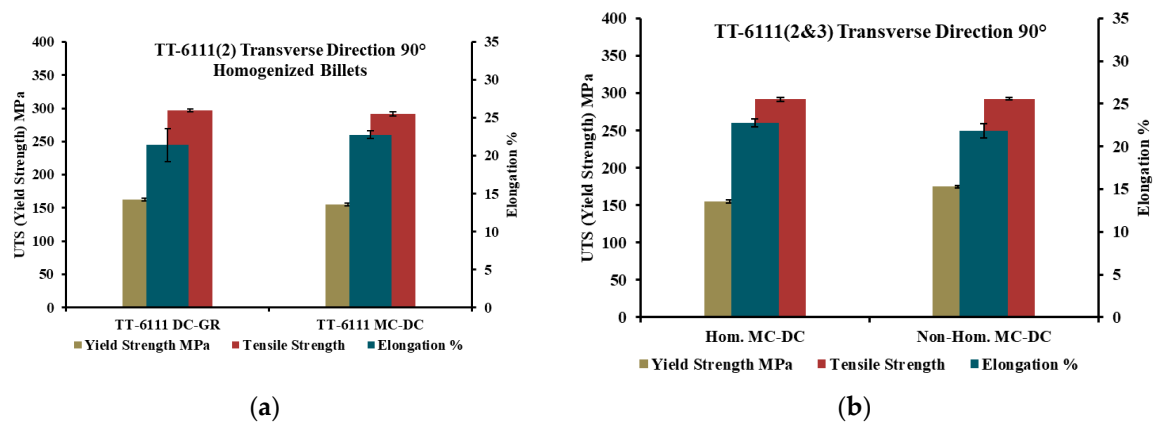 TT-6111(2) Transverse Direction 90°
Homogenized Billets
UTS (Yield Strength) MPa
400
350
300
250
200
150
100
50
0
35
30
25
20
15
10
5
0
Elongation %
TT-6111 DC-GR TT-6111 MC-DC
Yield Strength MPa Tensile Strength Elongation %
(a)
TT-6111(2&3) Transverse Direction 90°
UTS (Yield Strength) MPa
400
350
300
250
200
150
100
50
0
35
30
25
20
15
10
5
0
Elongation %
Hom. MC-DC Non-Hom. MC-DC
Yield Strength MPa Tensile Strength Elongation %
(b)